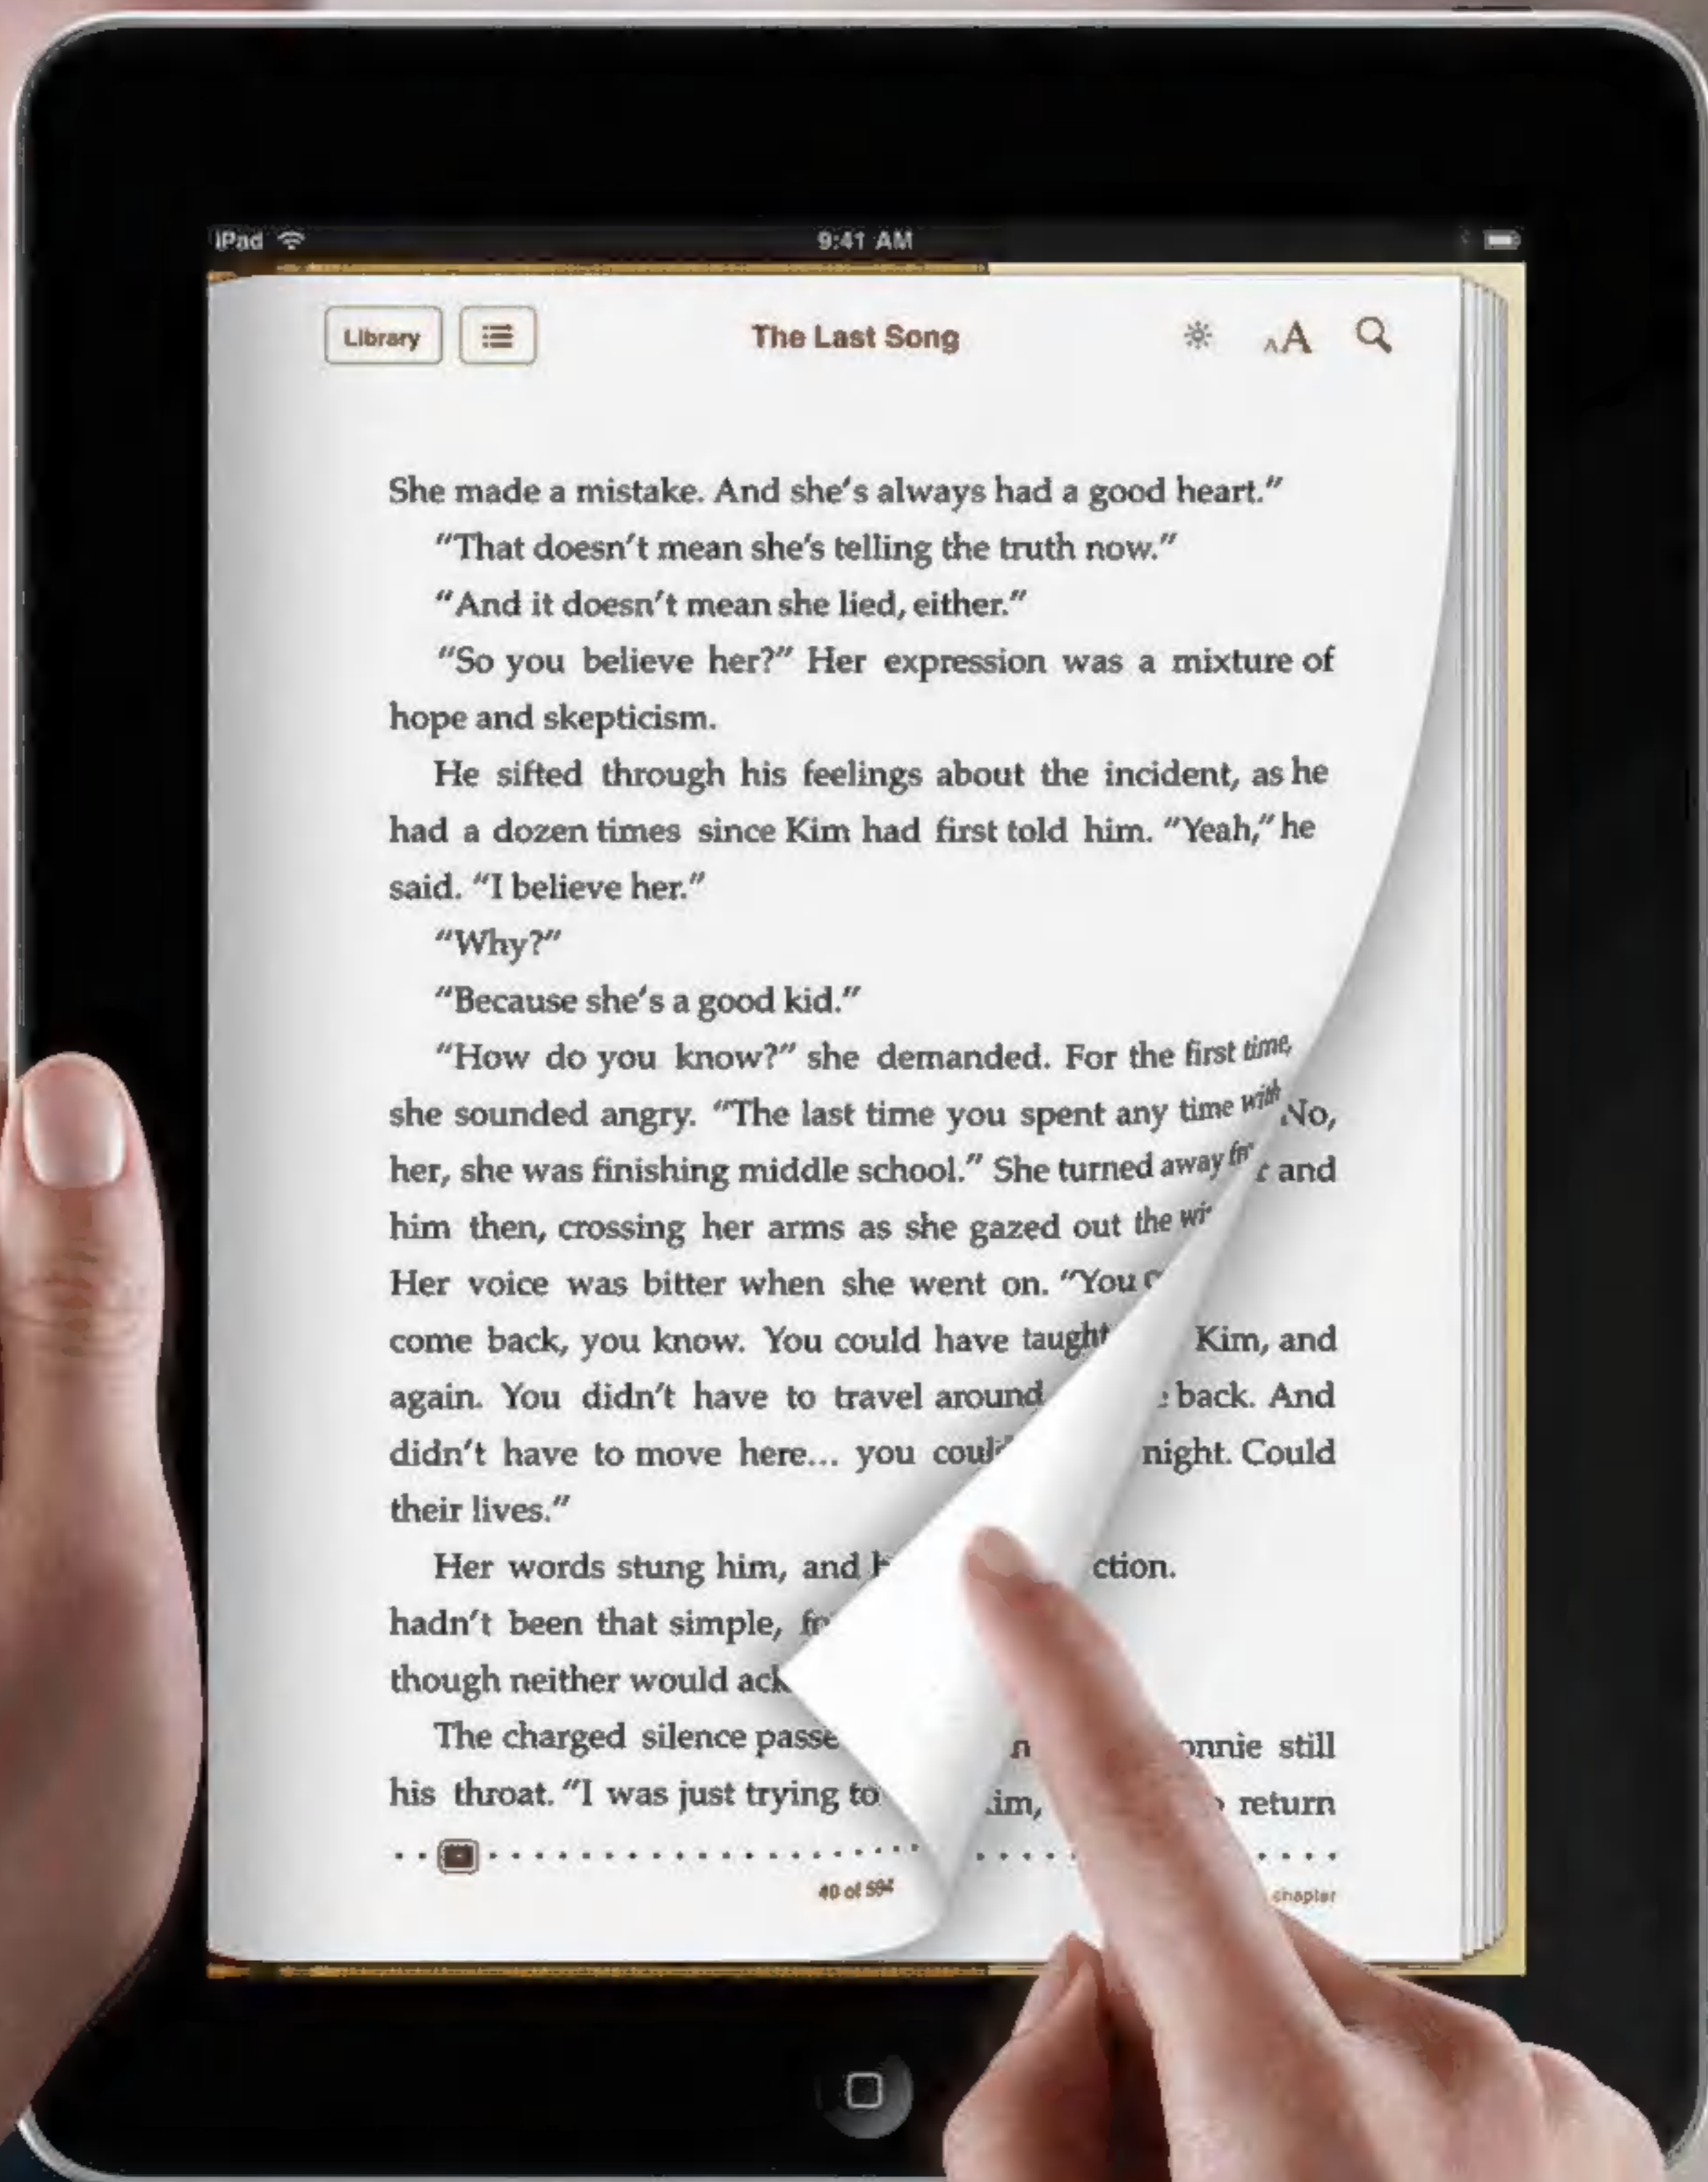 iPad
9:41 AM
Library
The Last Song
AA
She made a mistake. And she's always had a good heart."
"That doesn't mean she's telling the truth now."
"And it doesn't mean she lied, either."
"So you believe her?" Her expression was a mixture of
hope and skepticism.
He sifted through his feelings about the incident, as he
had a dozen times since Kim had first told him. "Yeah," he
said. "I believe her."
"Why?"
"Because she's a good kid."
"How do you know?" she demanded. For the first time,
she sounded angry. "The last time you spent any time with
No,
her, she was finishing middle school." She turned away
and
him then, crossing her arms as she gazed out the
Her voice was bitter when she went on. "You
come back, you know. You could have taught
Kim, and
again. You didn't have to travel around
back. And
didn't have to move here... you
night. Could
their lives."
Her words stung him, and
ction.
hadn't been that simple,
though neither would
The charged silence
onnie still
his throat. "I was just trying to
return
40 of 594
chapter